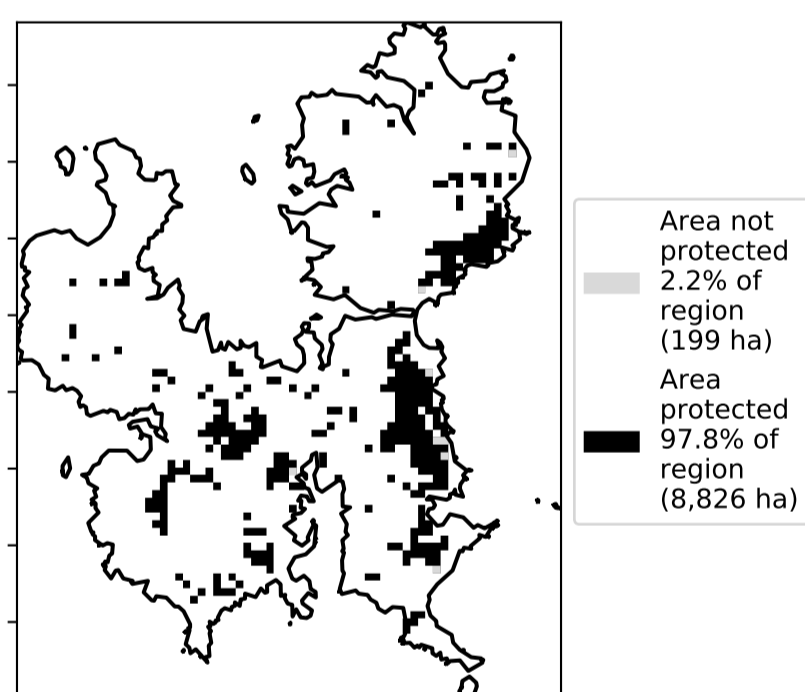 Area not
protected
2.2% of
region
(199 ha)
Area
protected
97.8% of
region
(8,826 ha)